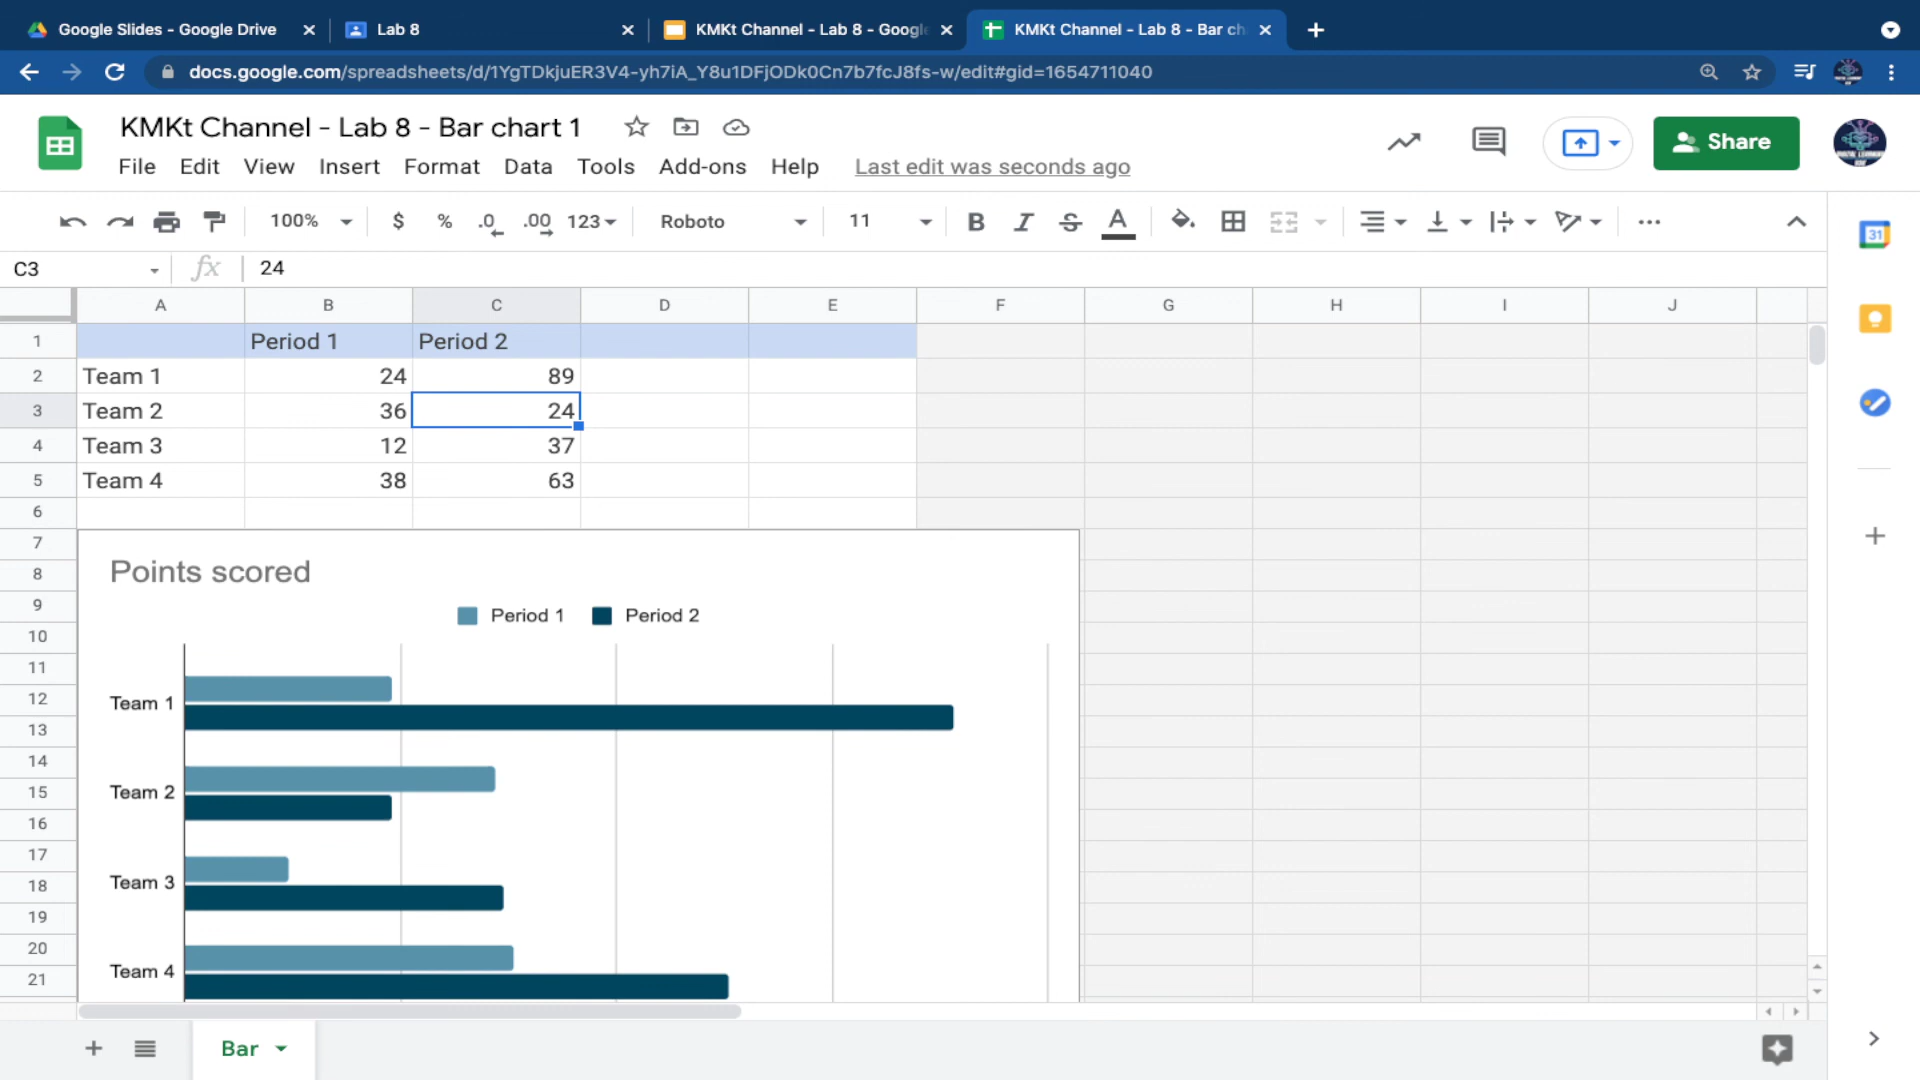 Google Slides - Google Drive
Lab 8
KMKt Channel - Lab 8 - Google
KMKt Channel - Lab 8 - Bar ch
docs.google.com/spreadsheets/d/1YgTDkjuER3V4-yh7iA_Y8u1DFjODk0Cn7b7fcJ8fs-w/edit#gid=1654711040
KMKt Channel - Lab 8 - Bar chart 1
File Edit View Insert Format Data Tools Add-ons Help Last edit was seconds ago
Share
100% $ % .0 .00 123 Roboto 11 B I S A
31
C3 fx 24
A B C D E F G H I J
1 Period 1 Period 2
2 Team 1 24 89
3 Team 2 36 24
4 Team 3 12 37
5 Team 4 38 63
6
7
8
9
10
11
12
13
14
15
16
17
18
19
20
21
Points scored
Period 1 Period 2
Team 1
Team 2
Team 3
Team 4
Bar